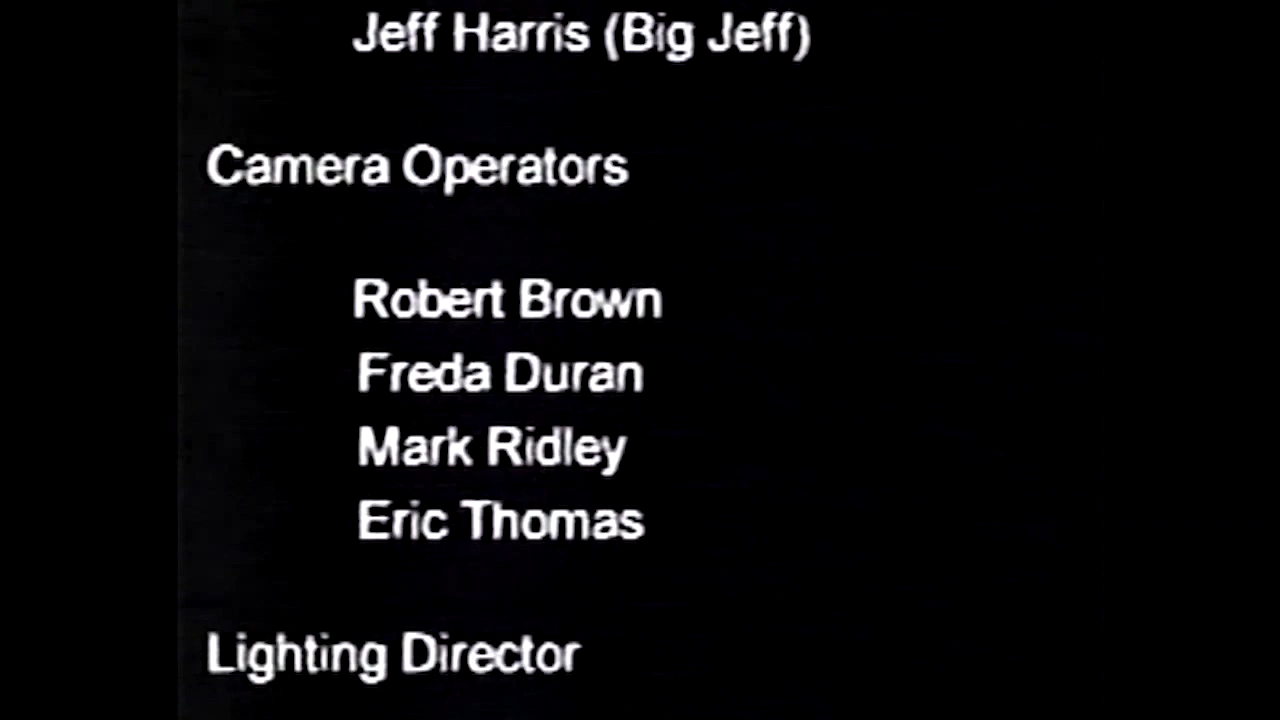 Jeff Harris (Big Jeff)
Camera Operators
Robert Brown
Freda Duran
Mark Ridley
Eric Thomas
Lighting Director